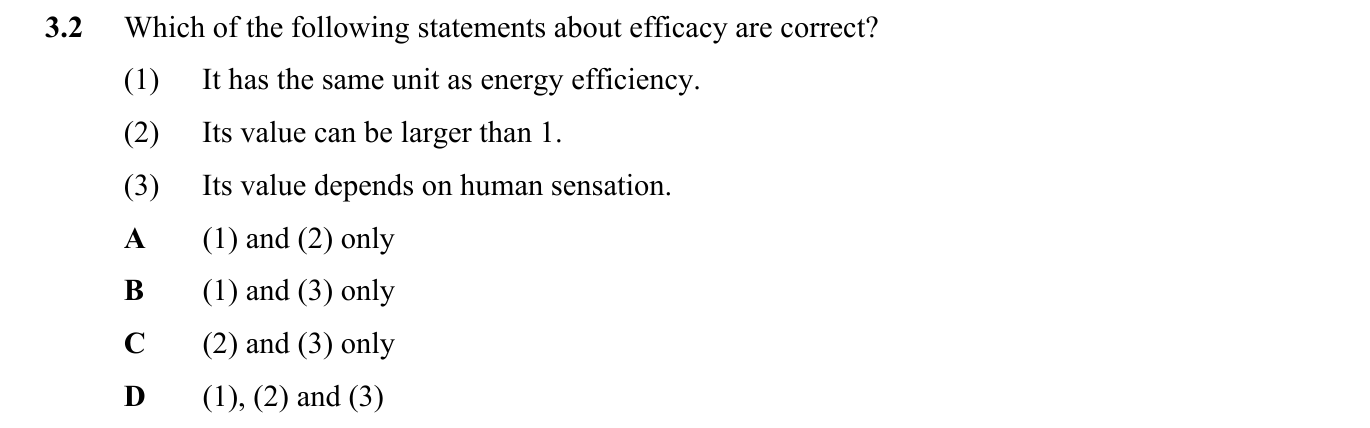 3.2 Which of the following statements about efficacy are correct?
(1) It has the same unit as energy efficiency.
(2) Its value can be larger than 1.
(3) Its value depends on human sensation.
A (1) and (2) only
B (1) and (3) only
C (2) and (3) only
D (1), (2) and (3)